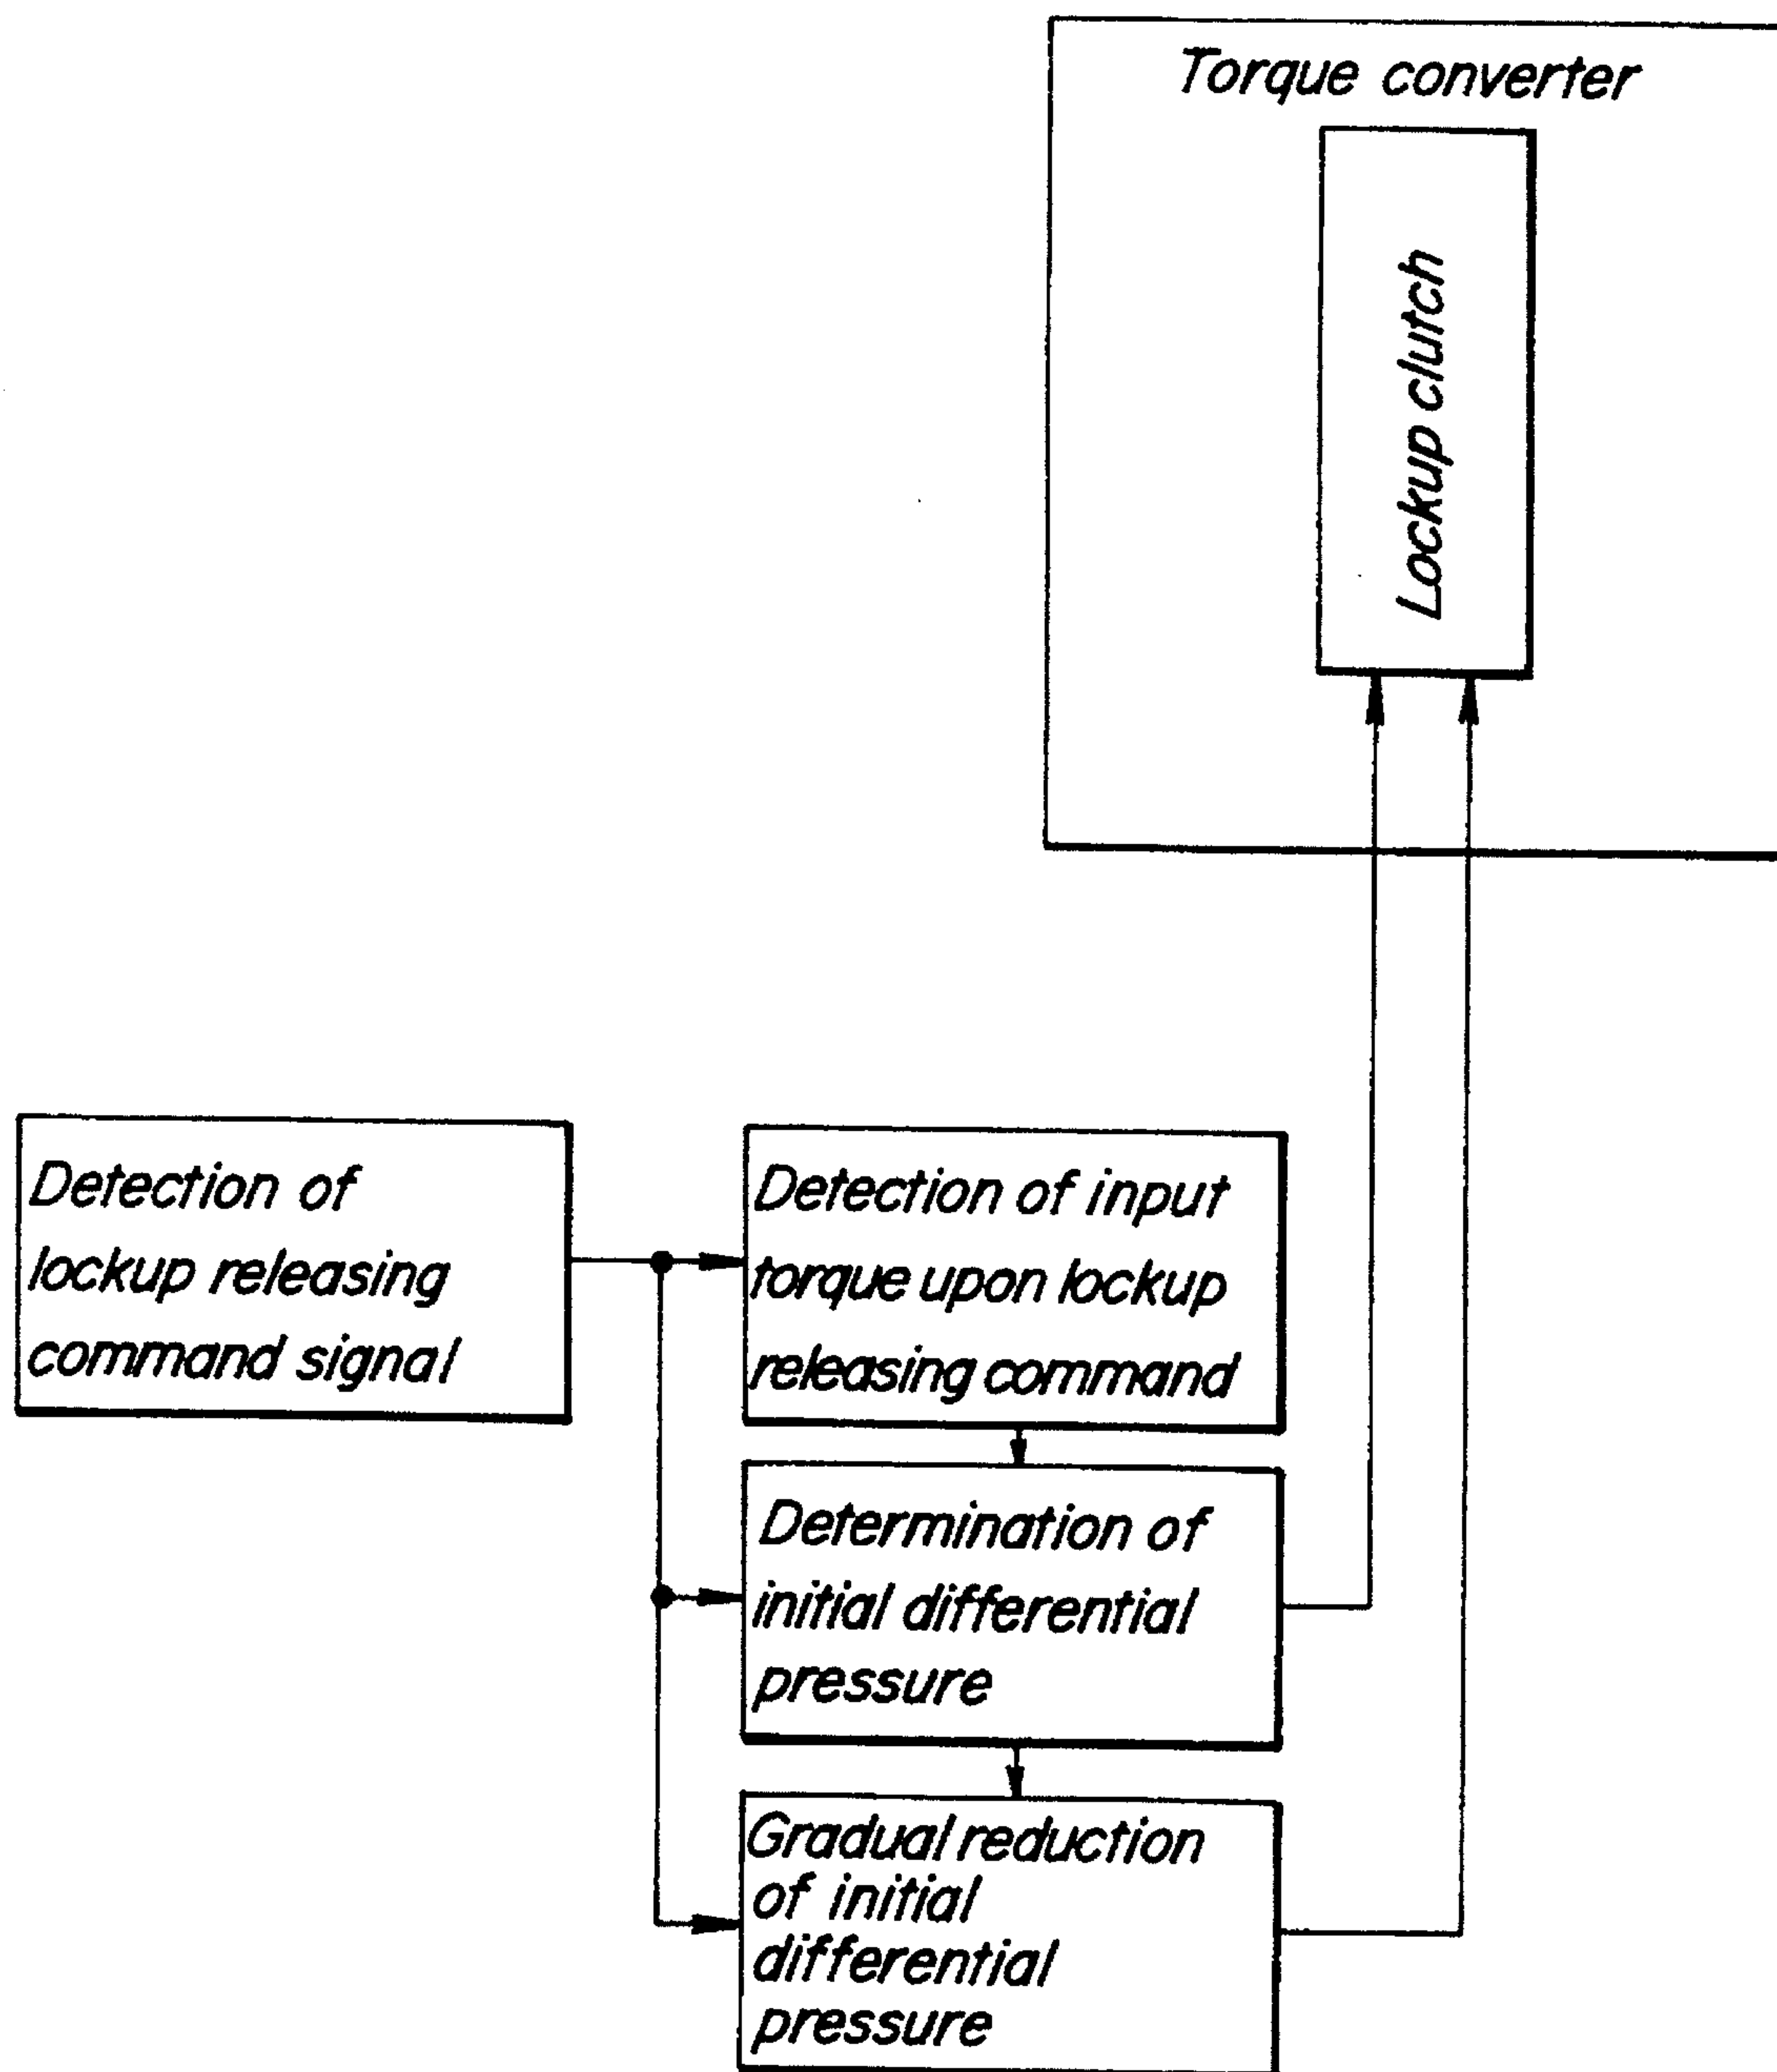 Torque converter
Lockup clutch
Detection of
lockup releasing
command signal
Detection of input
torque upon lockup
releasing command
Determination of
initial differential
pressure
Gradual reduction
of initial
differential
pressure